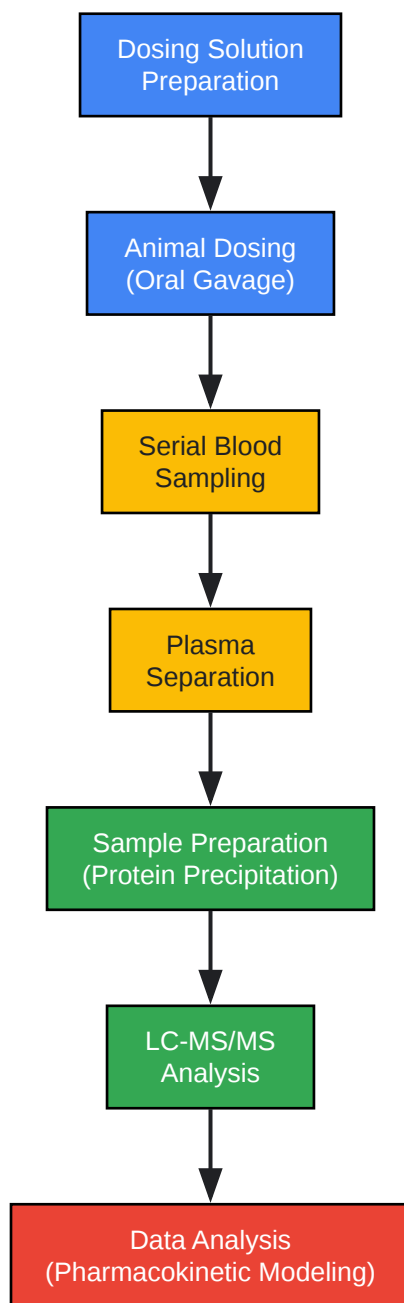 Dosing Solution
Preparation
Animal Dosing
(Oral Gavage)
Serial Blood
Sampling
Plasma
Separation
Sample Preparation
(Protein Precipitation)
LC-MS/MS
Analysis
Data Analysis
(Pharmacokinetic Modeling)